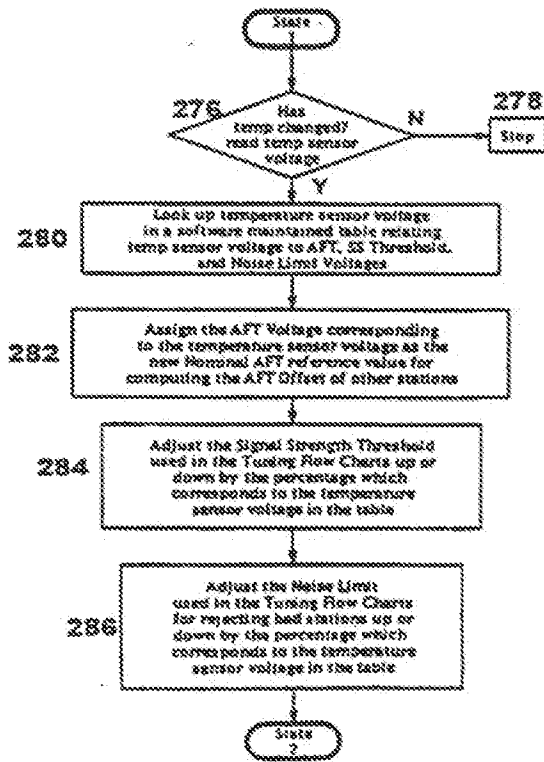 State
276
Has
temp changed?
read temp sensor
voltage
N
278
Stop
Y
280
Look up temperature sensor voltage
in a software maintained table relating
temp sensor voltage to AFT, SS Threshold,
and Noise Limit Voltages
282
Assign the AFT Voltage corresponding
to the temperature sensor voltage as the
new Nominal AFT reference value for
computing the AFT Offset of other stations
284
Adjust the Signal Strength Threshold
used in the Tuning Flow Charts up or
down by the percentage which
corresponds to the temperature
sensor voltage in the table
286
Adjust the Noise Limit
used in the Tuning Flow Charts
for rejecting bad stations up or
down by the percentage which
corresponds to the temperature
sensor voltage in the table
State
2